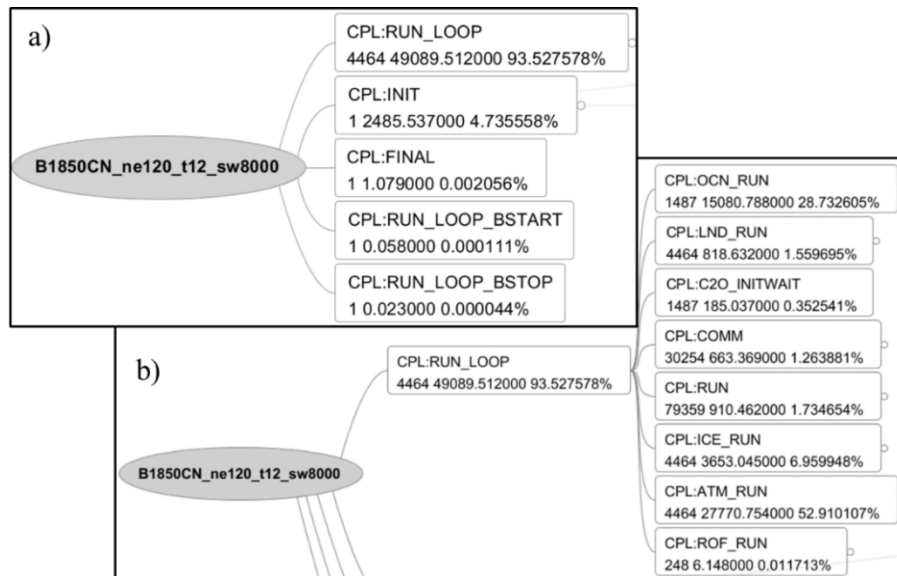 a)
CPL:RUN_LOOP
4464 49089.512000 93.527578%
CPL:INIT
1 2485.537000 4.735558%
B1850CN_ne120_t12_sw8000
CPL:FINAL
1 1.079000 0.002056%
CPL:RUN_LOOP_BSTART
1 0.058000 0.000111%
CPL:RUN_LOOP_BSTOP
1 0.023000 0.000044%
b)
CPL:RUN_LOOP
4464 49089.512000 93.527578%
B1850CN_ne120_t12_sw8000
CPL:OCN_RUN
1487 15080.788000 28.732605%
CPL:LND_RUN
4464 818.632000 1.559695%
CPL:C2O_INITWAIT
1487 185.037000 0.352541%
CPL:COMM
30254 663.369000 1.263881%
CPL:RUN
79359 910.462000 1.734654%
CPL:ICE_RUN
4464 3653.045000 6.959948%
CPL:ATM_RUN
4464 27770.754000 52.910107%
CPL:ROF_RUN
248 6.148000 0.011713%